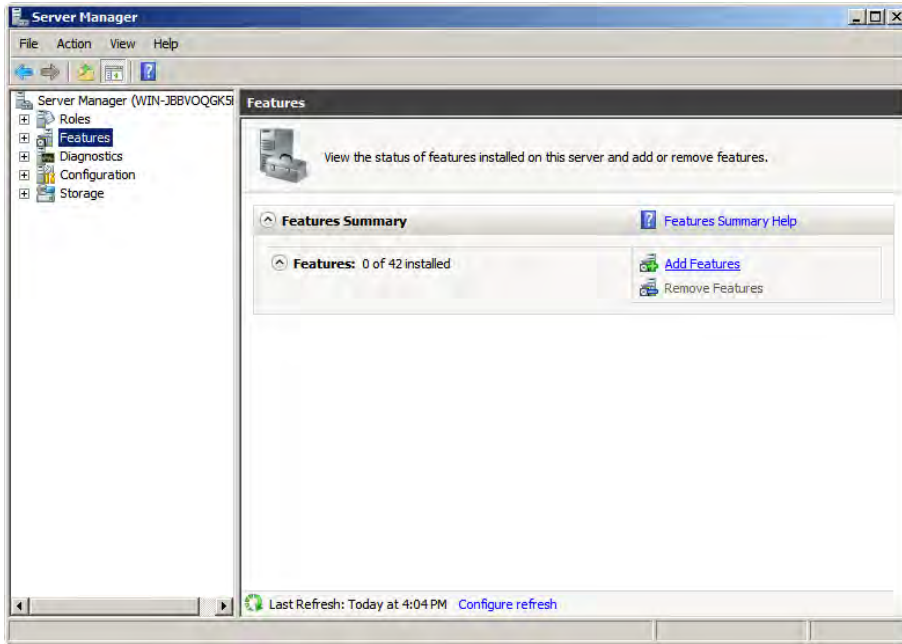 Server Manager
File Action View Help
Server Manager (WIN-JBBVOQGK5I
Roles
Features
Diagnostics
Configuration
Storage
Features
View the status of features installed on this server and add or remove features.
Features Summary
Features Summary Help
Features: 0 of 42 installed
Add Features
Remove Features
Last Refresh: Today at 4:04 PM Configure refresh